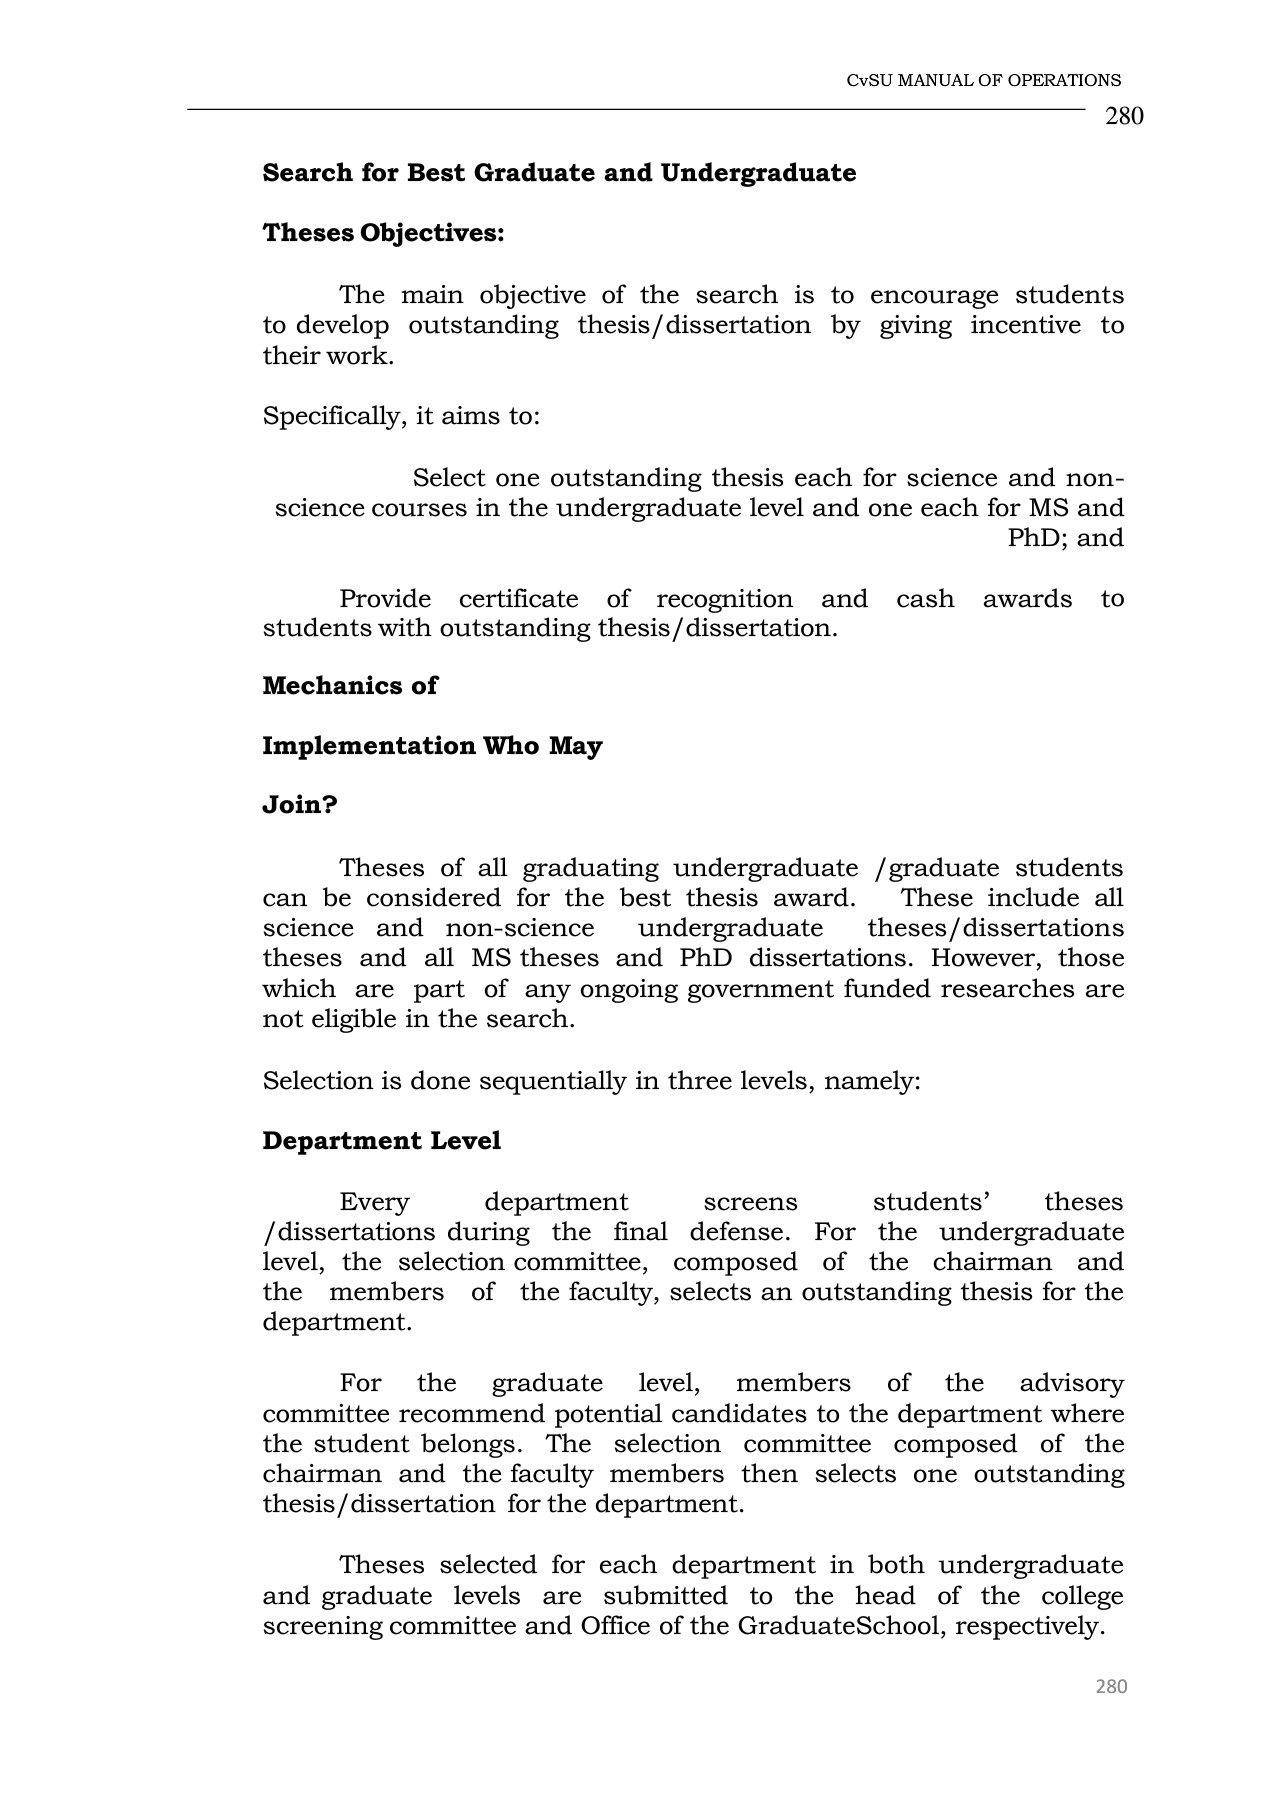 CvSU MANUAL OF OPERATIONS
280
Search for Best Graduate and Undergraduate
Theses Objectives:
The main objective of the search is to encourage students
to develop outstanding thesis/dissertation by giving incentive to
their work.
Specifically, it aims to:
Select one outstanding thesis each for science and non-
science courses in the undergraduate level and one each for MS and
PhD; and
Provide certificate of recognition and cash awards to
students with outstanding thesis/dissertation.
Mechanics of
Implementation Who May
Join?
Theses of all graduating undergraduate /graduate students
can be considered for the best thesis award. These include all
science and non-science undergraduate theses/dissertations
theses and all MS theses and PhD dissertations. However, those
which are part of any ongoing government funded researches are
not eligible in the search.
Selection is done sequentially in three levels, namely:
Department Level
Every department screens students’ theses
/dissertations during the final defense. For the undergraduate
level, the selection committee, composed of the chairman and
the members of the faculty, selects an outstanding thesis for the
department.
For the graduate level, members of the advisory
committee recommend potential candidates to the department where
the student belongs. The selection committee composed of the
chairman and the faculty members then selects one outstanding
thesis/dissertation for the department.
Theses selected for each department in both undergraduate
and graduate levels are submitted to the head of the college
screening committee and Office of the GraduateSchool, respectively.
280